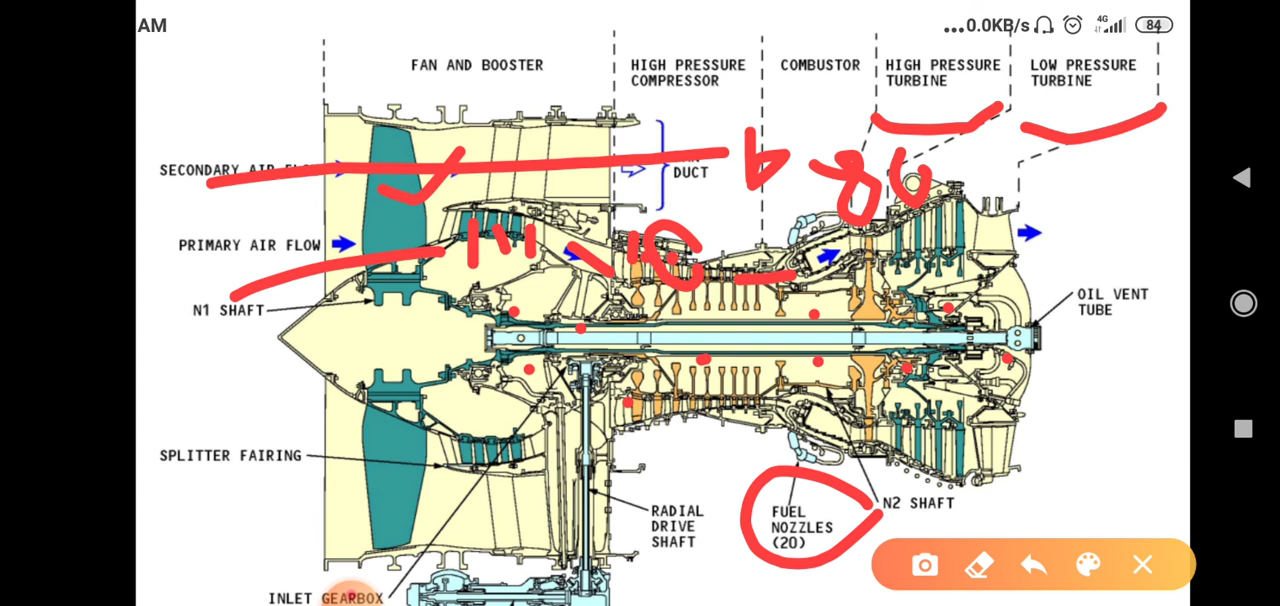 AM
...0.0KB/s 4G 84
FAN AND BOOSTER
HIGH PRESSURE
COMPRESSOR
COMBUSTOR
HIGH PRESSURE
TURBINE
LOW PRESSURE
TURBINE
SECONDARY AIR FLOW
DUCT
PRIMARY AIR FLOW
N1 SHAFT
OIL VENT
TUBE
SPLITTER FAIRING
RADIAL
DRIVE
SHAFT
FUEL
NOZZLES
(20)
N2 SHAFT
INLET GEARBOX